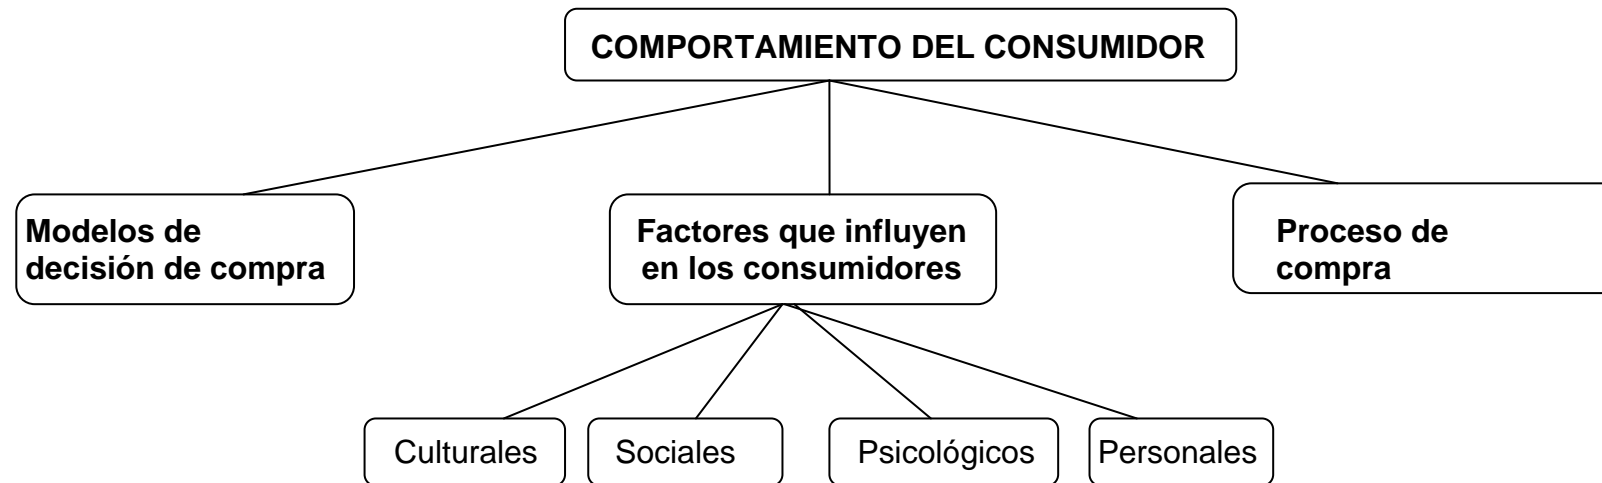 COMPORTAMIENTO DEL CONSUMIDOR
Modelos de
decisión de compra
Factores que influyen
en los consumidores
Proceso de
compra
Culturales
Sociales
Psicológicos
Personales